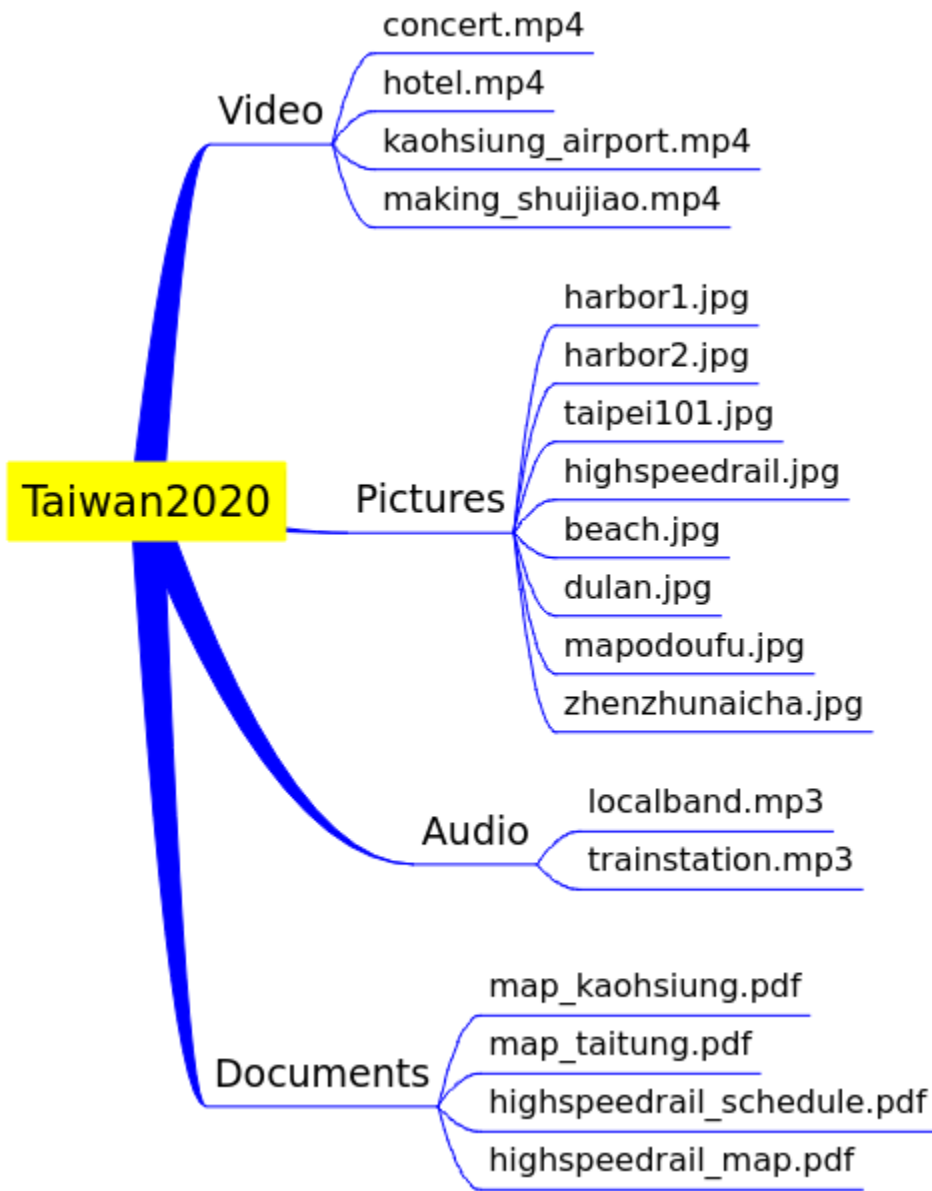 Taiwan2020
Video
concert.mp4
hotel.mp4
kaohsiung_airport.mp4
making_shuijiao.mp4
Pictures
harbor1.jpg
harbor2.jpg
taipei101.jpg
highspeedrail.jpg
beach.jpg
dulan.jpg
mapodoufu.jpg
zhenzhunaicha.jpg
Audio
localband.mp3
trainstation.mp3
Documents
map_kaohsiung.pdf
map_taitung.pdf
highspeedrail_schedule.pdf
highspeedrail_map.pdf